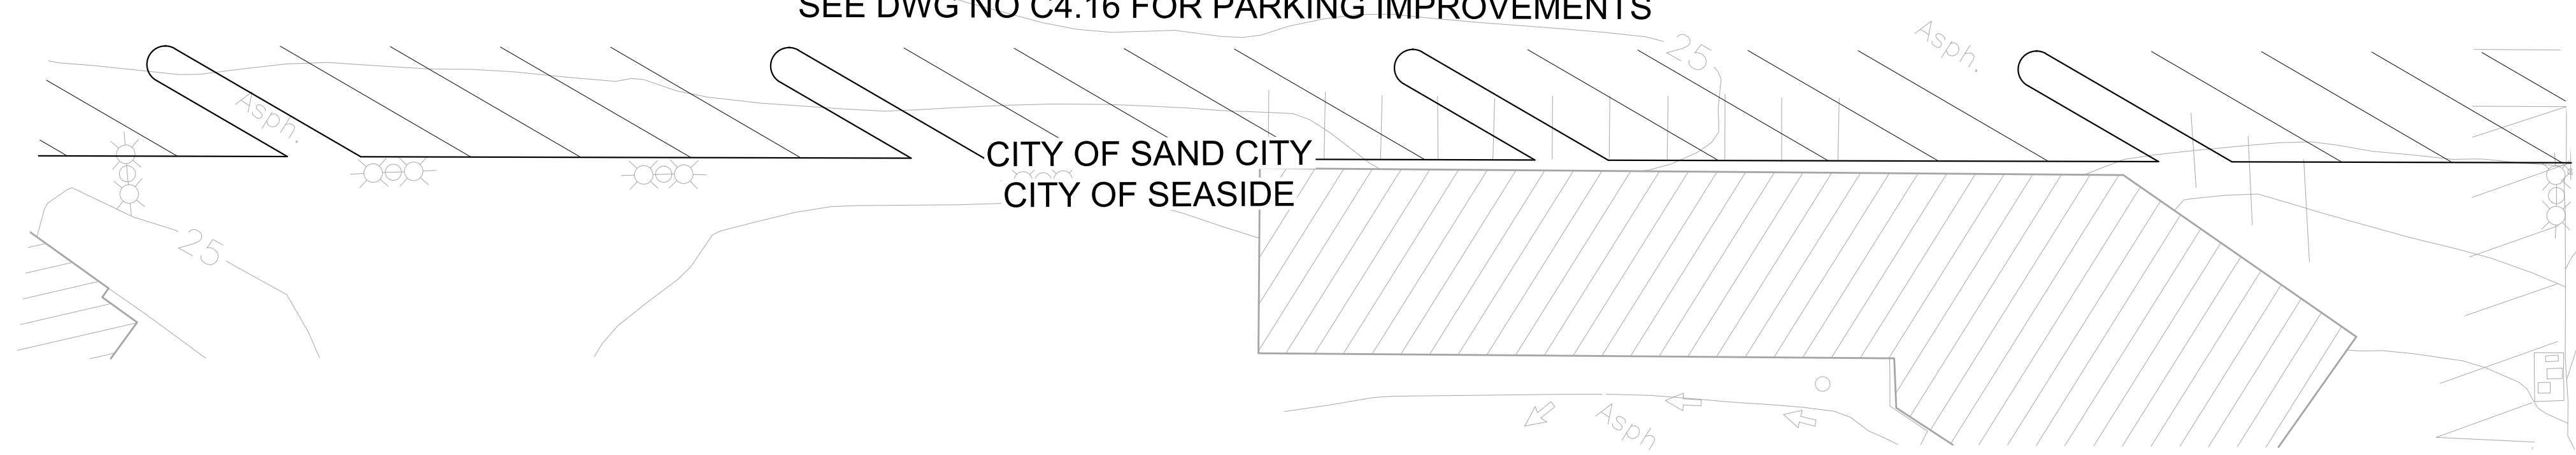 SEE DWG NO C4.16 FOR PARKING IMPROVEMENTS
25
Asph.
Asph.
CITY OF SAND CITY
CITY OF SEASIDE
25
Asph